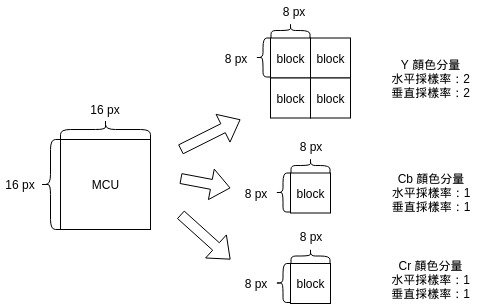 8 px
8 px
block
block
block
block
Y 顏色分量
水平採樣率：2
垂直採樣率：2
16 px
16 px
MCU
8 px
8 px
block
Cb 顏色分量
水平採樣率：1
垂直採樣率：1
8 px
8 px
block
Cr 顏色分量
水平採樣率：1
垂直採樣率：1